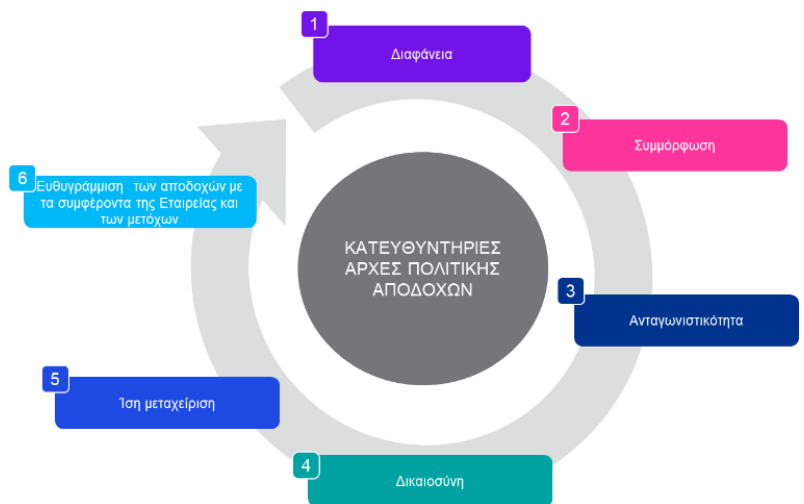 1
Διαφάνεια
2
Συμμόρφωση
3
Ανταγωνιστικότητα
4
Δικαιοσύνη
5
Ίση μεταχείριση
6
Ευθυγράμμιση των αποδοχών με
τα συμφέροντα της Εταιρείας και
των μετόχων
ΚΑΤΕΥΘΥΝΤΗΡΙΕΣ
ΑΡΧΕΣ ΠΟΛΙΤΙΚΗΣ
ΑΠΟΔΟΧΩΝ